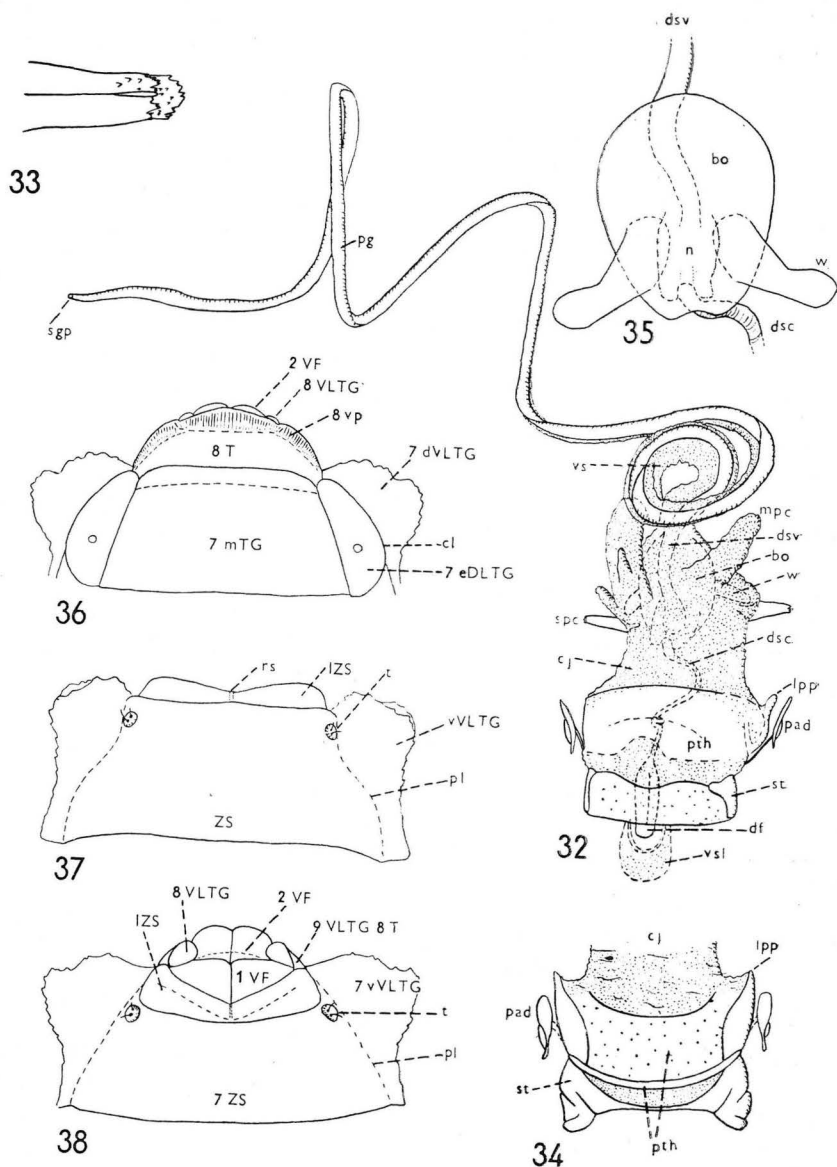 dsv
33
bo
pg
n
w
sgp
35
dsc
2 VF
8 VLTG
8 vp
8 T
7 dVLTG
vs
mpc
7 mTG
cl
dsv
bo
7 eDLTG
w
36
spc
dsc
rs
lZS
t
cj
lpp
vVLTG
pth
pad
pl
st
ZS
df
37
32
vsl
8 VLTG
2 VF
lZS
9 VLTG 8 T
cj
lpp
1 VF
7 vVLTG
pad
t
pl
st
7 ZS
38
pth
34